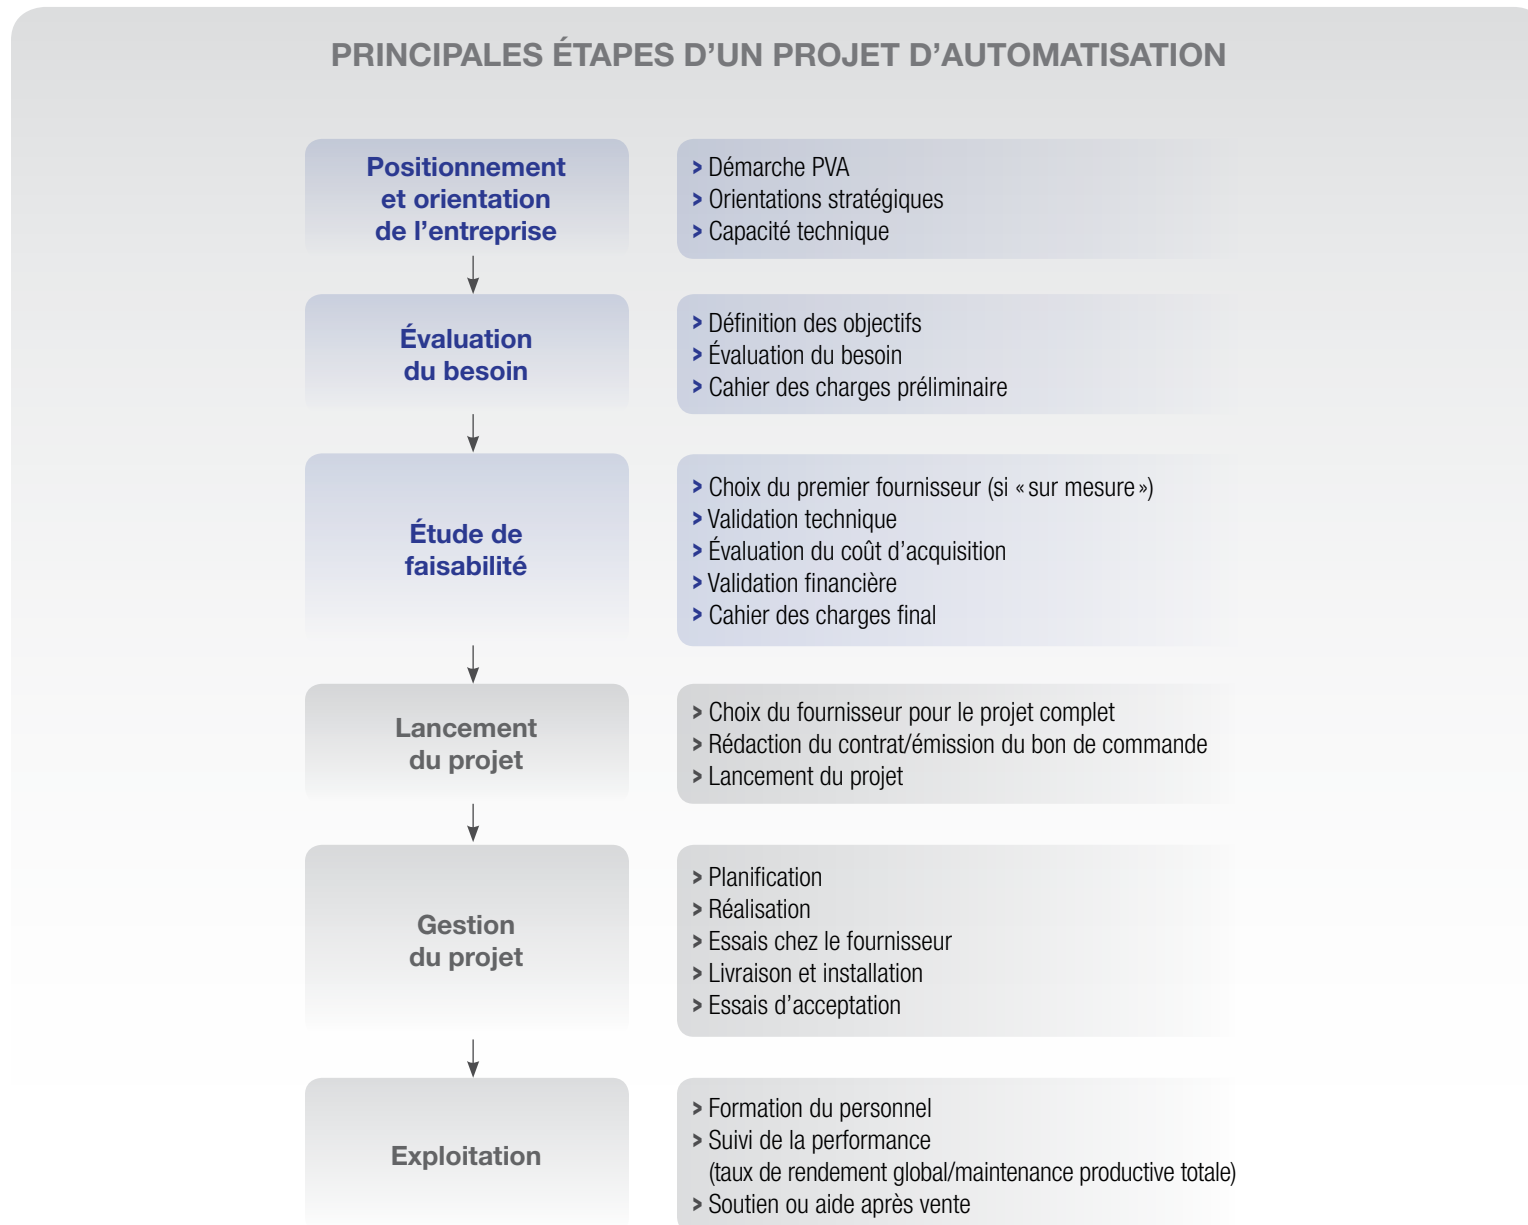 PRINCIPALES ÉTAPES D’UN PROJET D’AUTOMATISATION
Positionnement
et orientation
de l’entreprise
> Démarche PVA
> Orientations stratégiques
> Capacité technique
Évaluation
du besoin
> Définition des objectifs
> Évaluation du besoin
> Cahier des charges préliminaire
Étude de
faisabilité
> Choix du premier fournisseur (si « sur mesure »)
> Validation technique
> Évaluation du coût d’acquisition
> Validation financière
> Cahier des charges final
Lancement
du projet
> Choix du fournisseur pour le projet complet
> Rédaction du contrat/émission du bon de commande
> Lancement du projet
Gestion
du projet
> Planification
> Réalisation
> Essais chez le fournisseur
> Livraison et installation
> Essais d’acceptation
Exploitation
> Formation du personnel
> Suivi de la performance
(taux de rendement global/maintenance productive totale)
> Soutien ou aide après vente